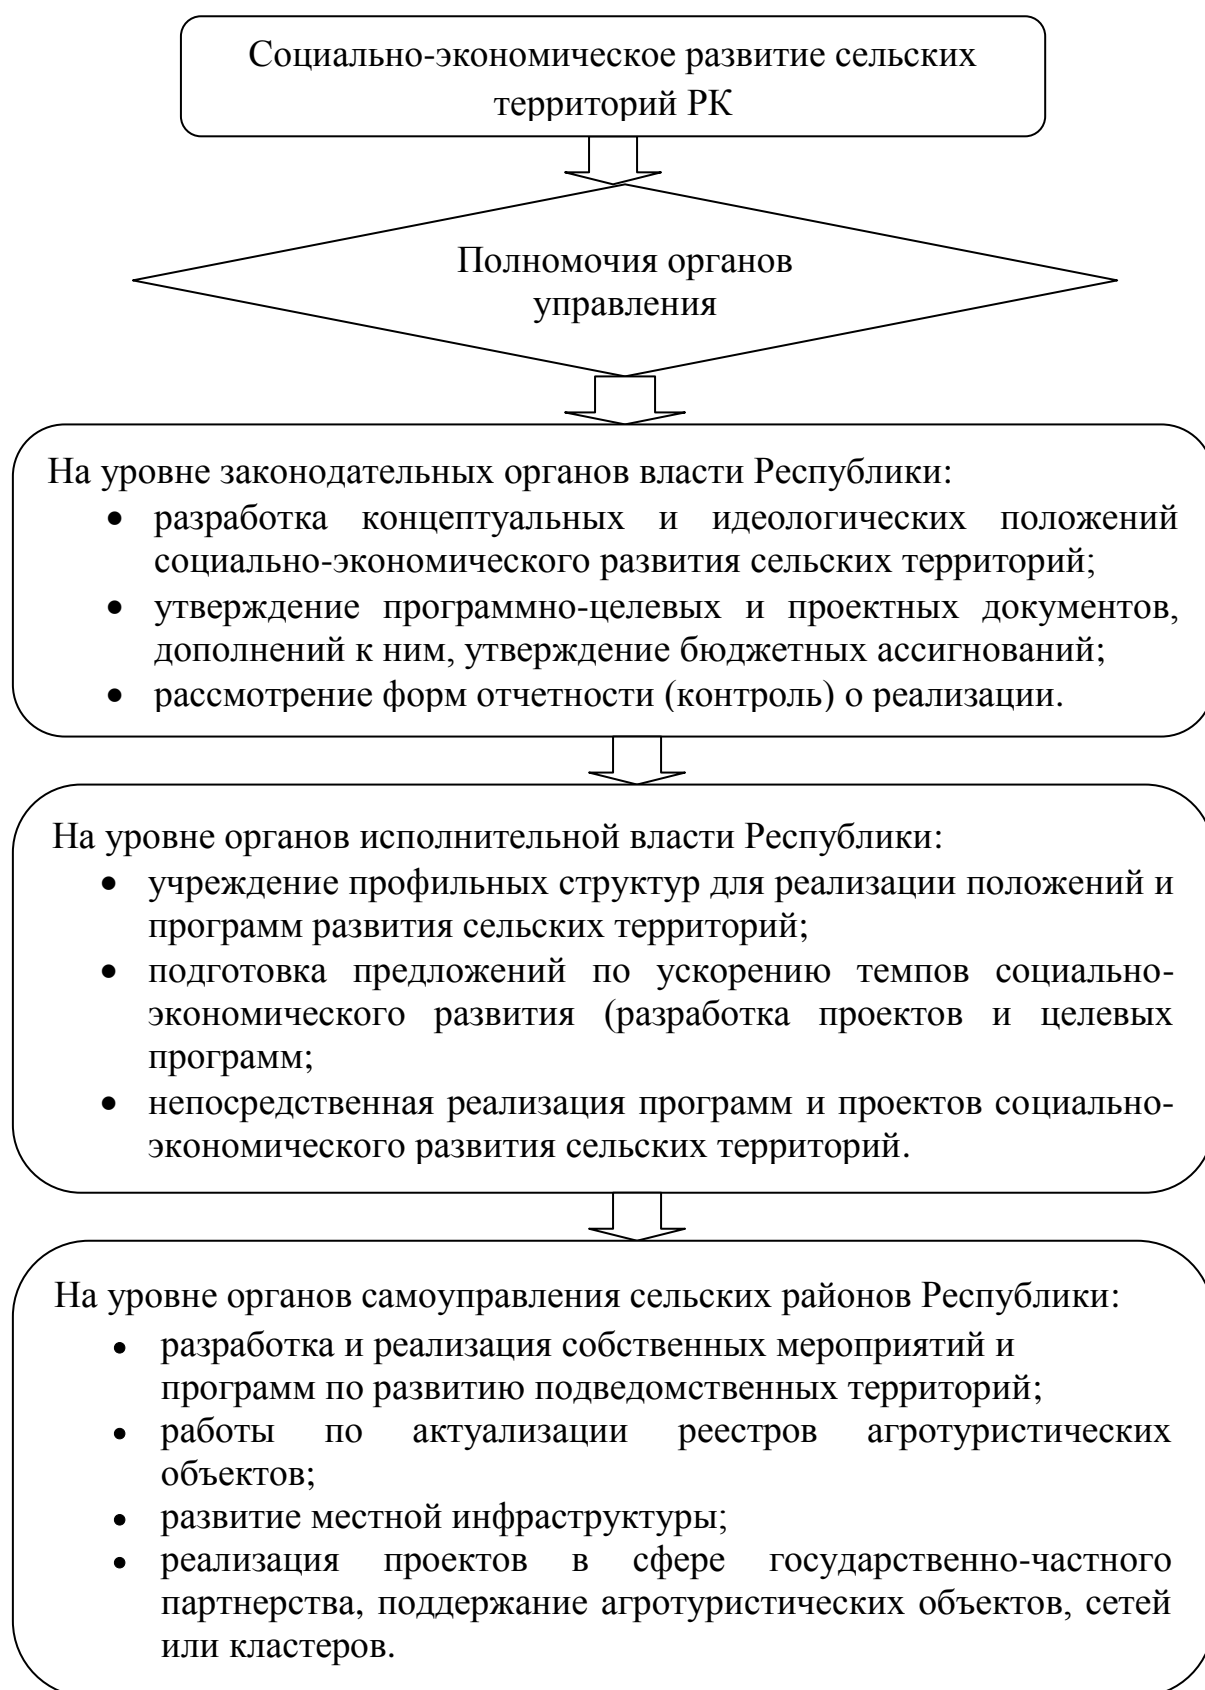 Социально-экономическое развитие сельских
территорий РК
Полномочия органов
управления
На уровне законодательных органов власти Республики:
• разработка концептуальных и идеологических положений
социально-экономического развития сельских территорий;
• утверждение программно-целевых и проектных документов,
дополнений к ним, утверждение бюджетных ассигнований;
• рассмотрение форм отчетности (контроль) о реализации.
На уровне органов исполнительной власти Республики:
• учреждение профильных структур для реализации положений и
программ развития сельских территорий;
• подготовка предложений по ускорению темпов социально-
экономического развития (разработка проектов и целевых
программ;
• непосредственная реализация программ и проектов социально-
экономического развития сельских территорий.
На уровне органов самоуправления сельских районов Республики:
• разработка и реализация собственных мероприятий и
программ по развитию подведомственных территорий;
• работы по актуализации реестров агротуристических
объектов;
• развитие местной инфраструктуры;
• реализация проектов в сфере государственно-частного
партнерства, поддержание агротуристических объектов, сетей
или кластеров.